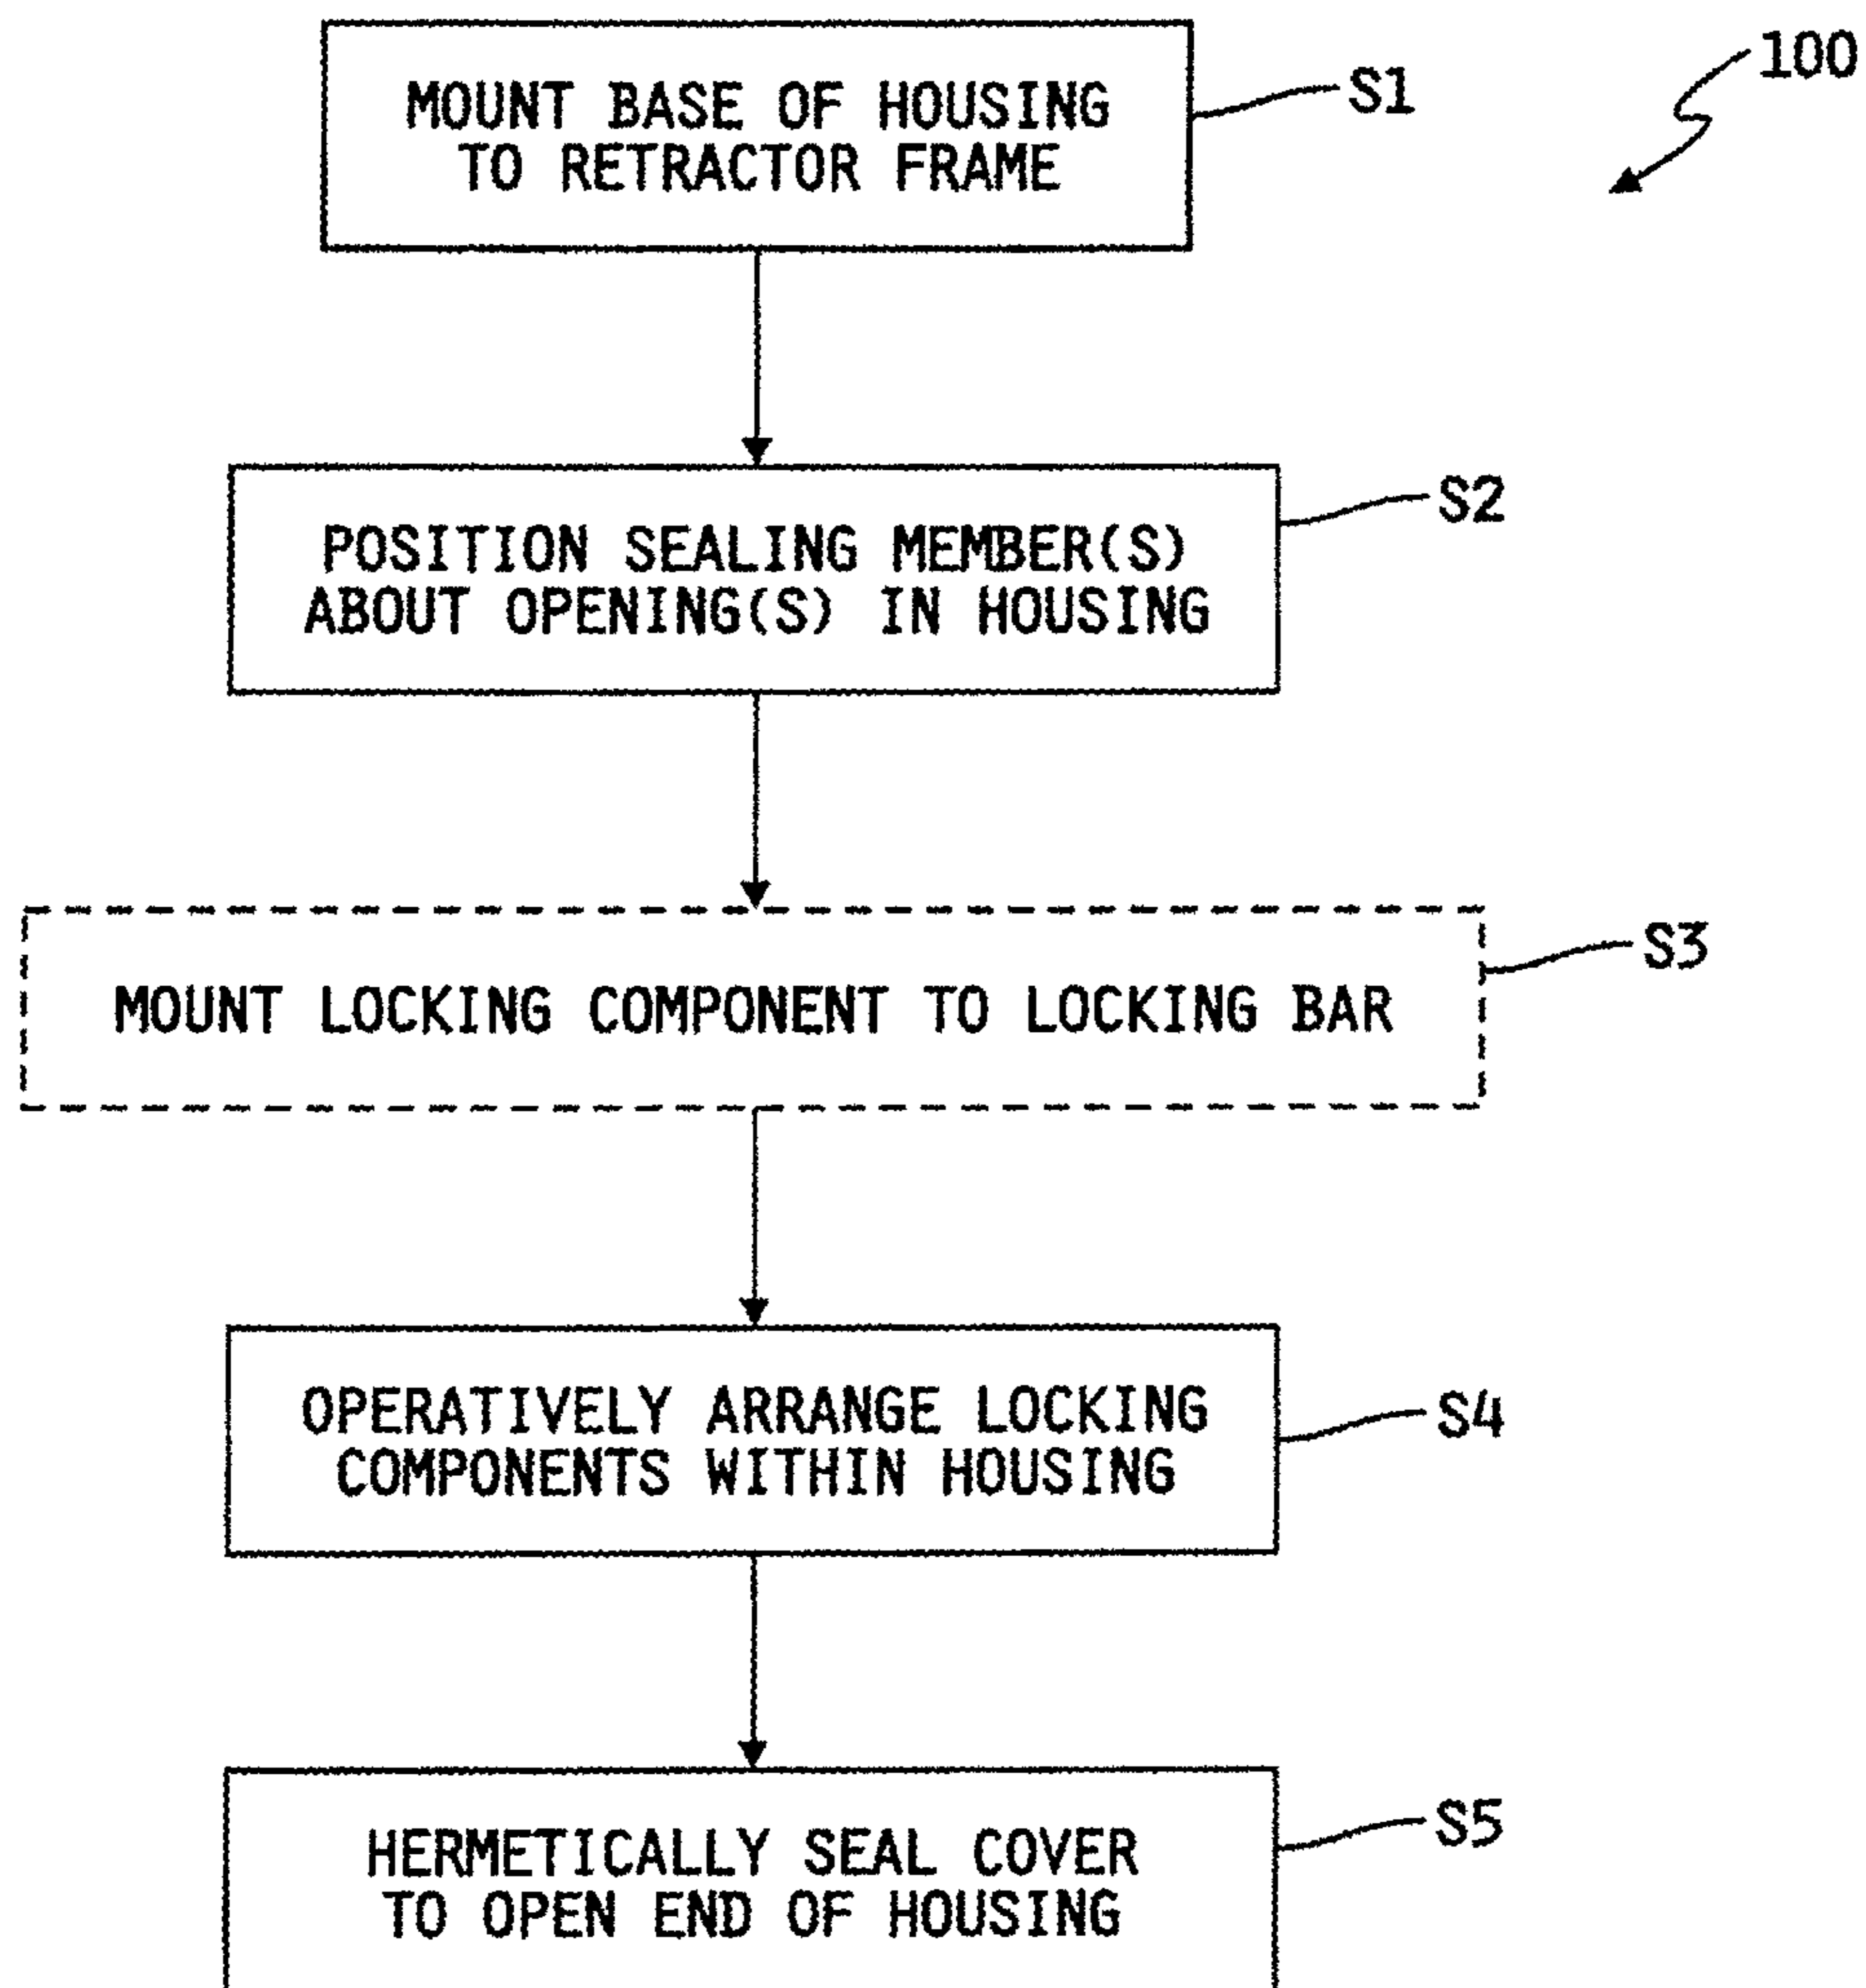 100
MOUNT BASE OF HOUSING
TO RETRACTOR FRAME
S1
POSITION SEALING MEMBER(S)
ABOUT OPENING(S) IN HOUSING
S2
MOUNT LOCKING COMPONENT TO LOCKING BAR
S3
OPERATIVELY ARRANGE LOCKING
COMPONENTS WITHIN HOUSING
S4
HERMETICALLY SEAL COVER
TO OPEN END OF HOUSING
S5